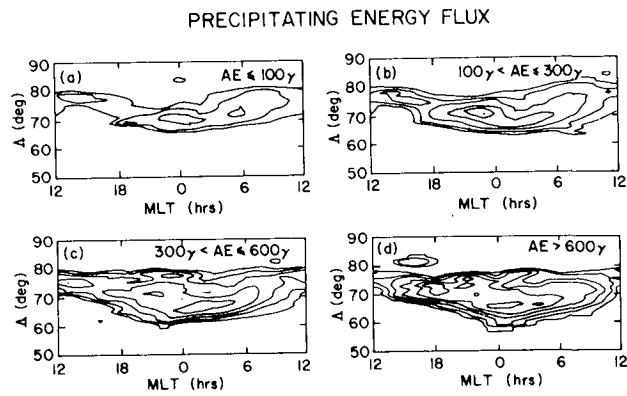 PRECIPITATING ENERGY FLUX
(a) AE ≤ 100γ
90
80
70
60
50
Λ (deg)
12 18 0 6 12
MLT (hrs)
(b) 100γ < AE ≤ 300γ
90
80
70
60
50
Λ (deg)
12 18 0 6 12
MLT (hrs)
(c) 300γ < AE ≤ 600γ
90
80
70
60
50
Λ (deg)
12 18 0 6 12
MLT (hrs)
(d) AE > 600γ
90
80
70
60
50
Λ (deg)
12 18 0 6 12
MLT (hrs)